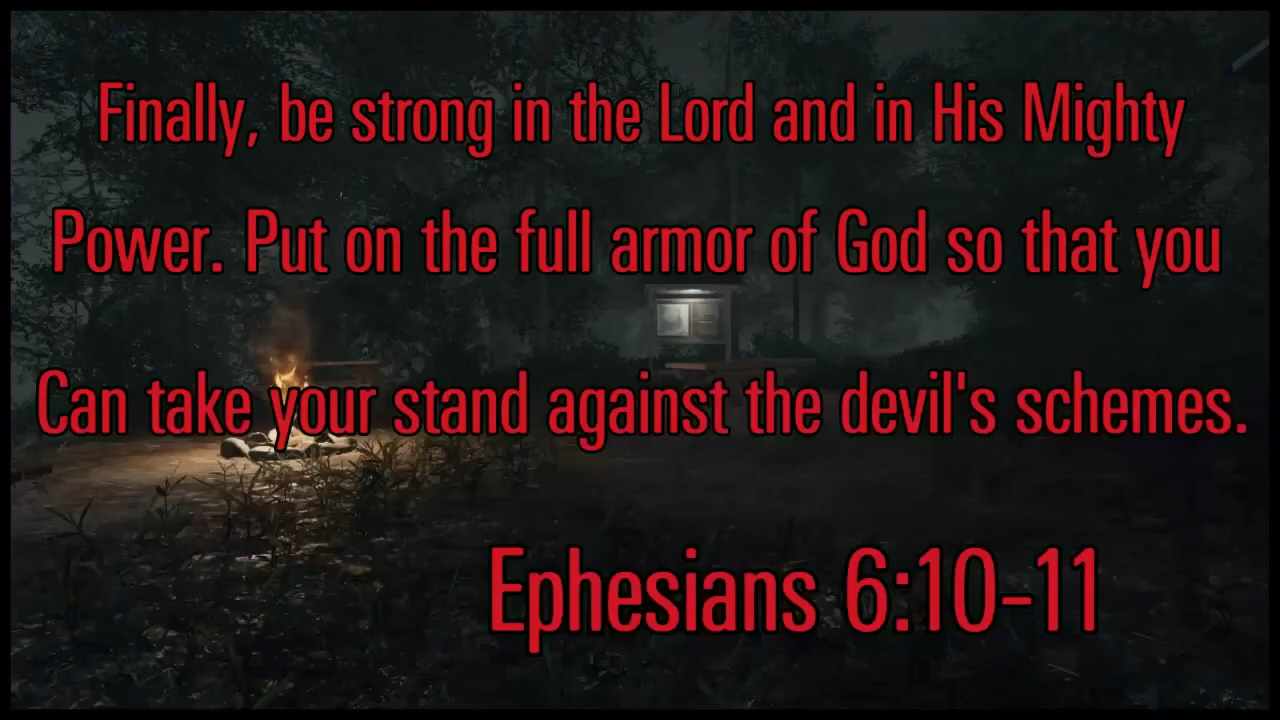 Finally, be strong in the Lord and in His Mighty
Power. Put on the full armor of God so that you
Can take your stand against the devil's schemes.
Ephesians 6:10-11